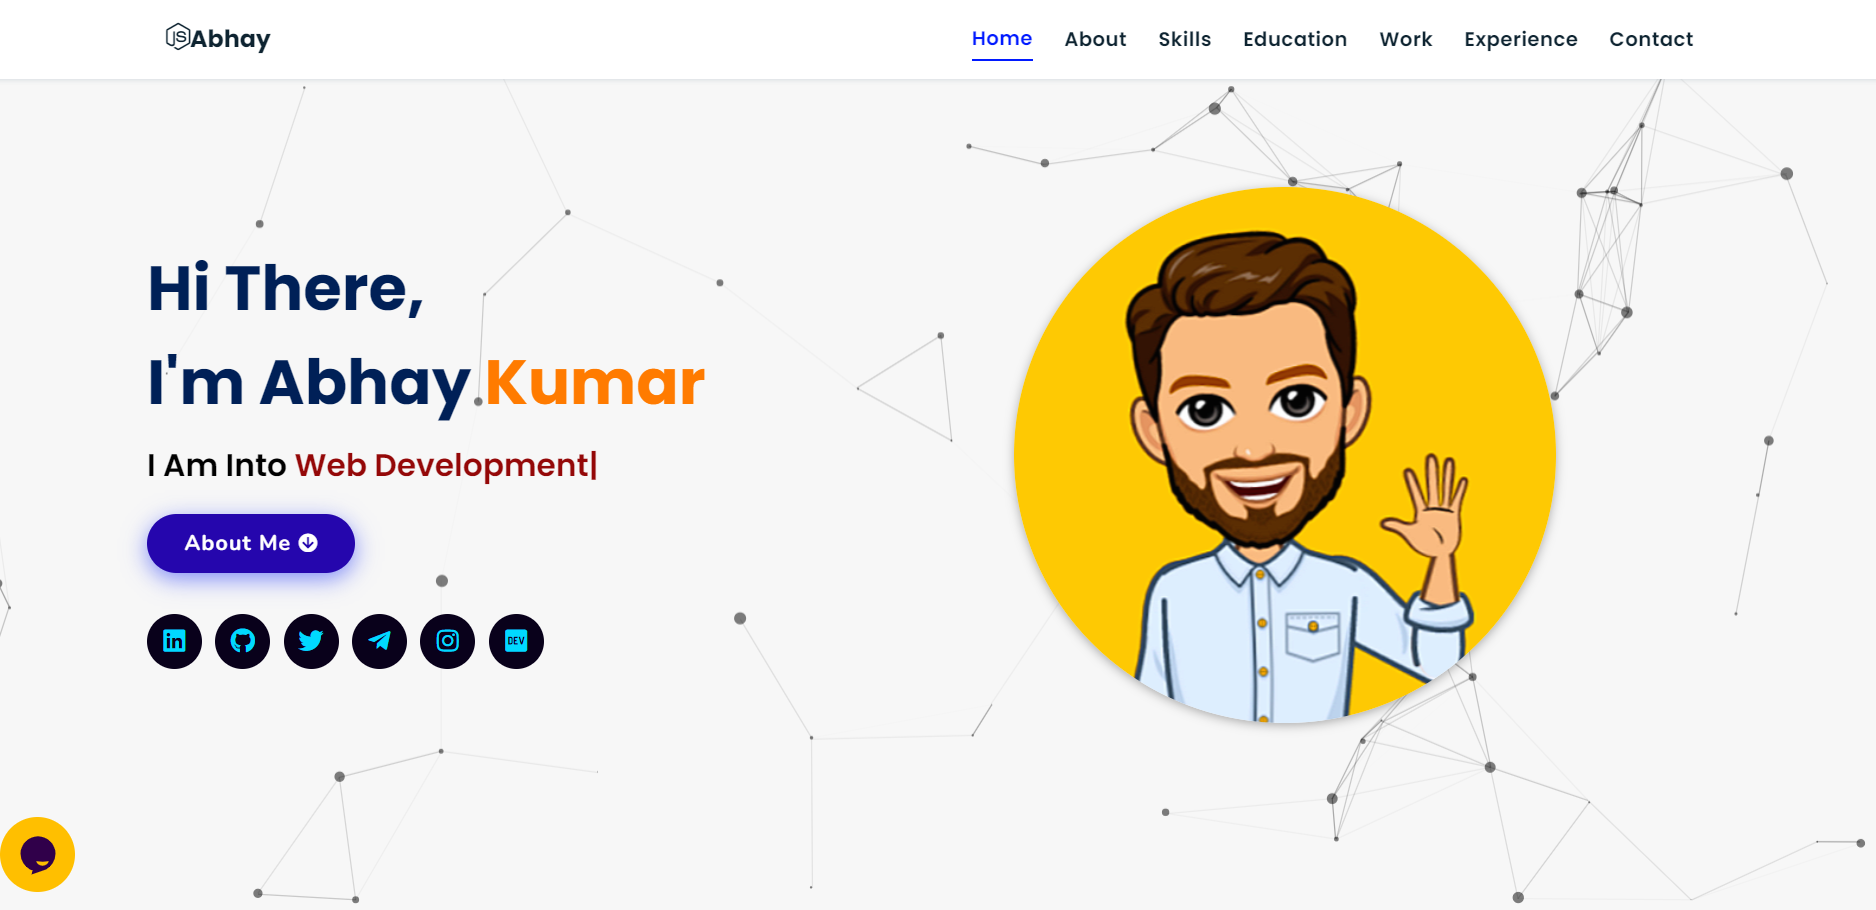 JS Abhay
Home About Skills Education Work Experience Contact
Hi There,
I'm Abhay Kumar
I Am Into Web Development|
About Me
in
DEV